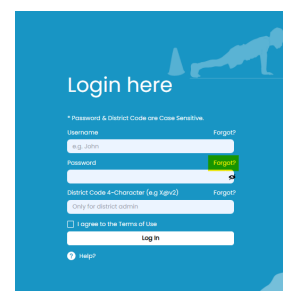 Login here
* Password & District Code are Case Sensitive.
Username Forgot?
e.g. John
Password Forgot?
District Code 4-Character (e.g X@v2) Forgot?
Only for district admin
I agree to the Terms of Use
Log in
? Help?